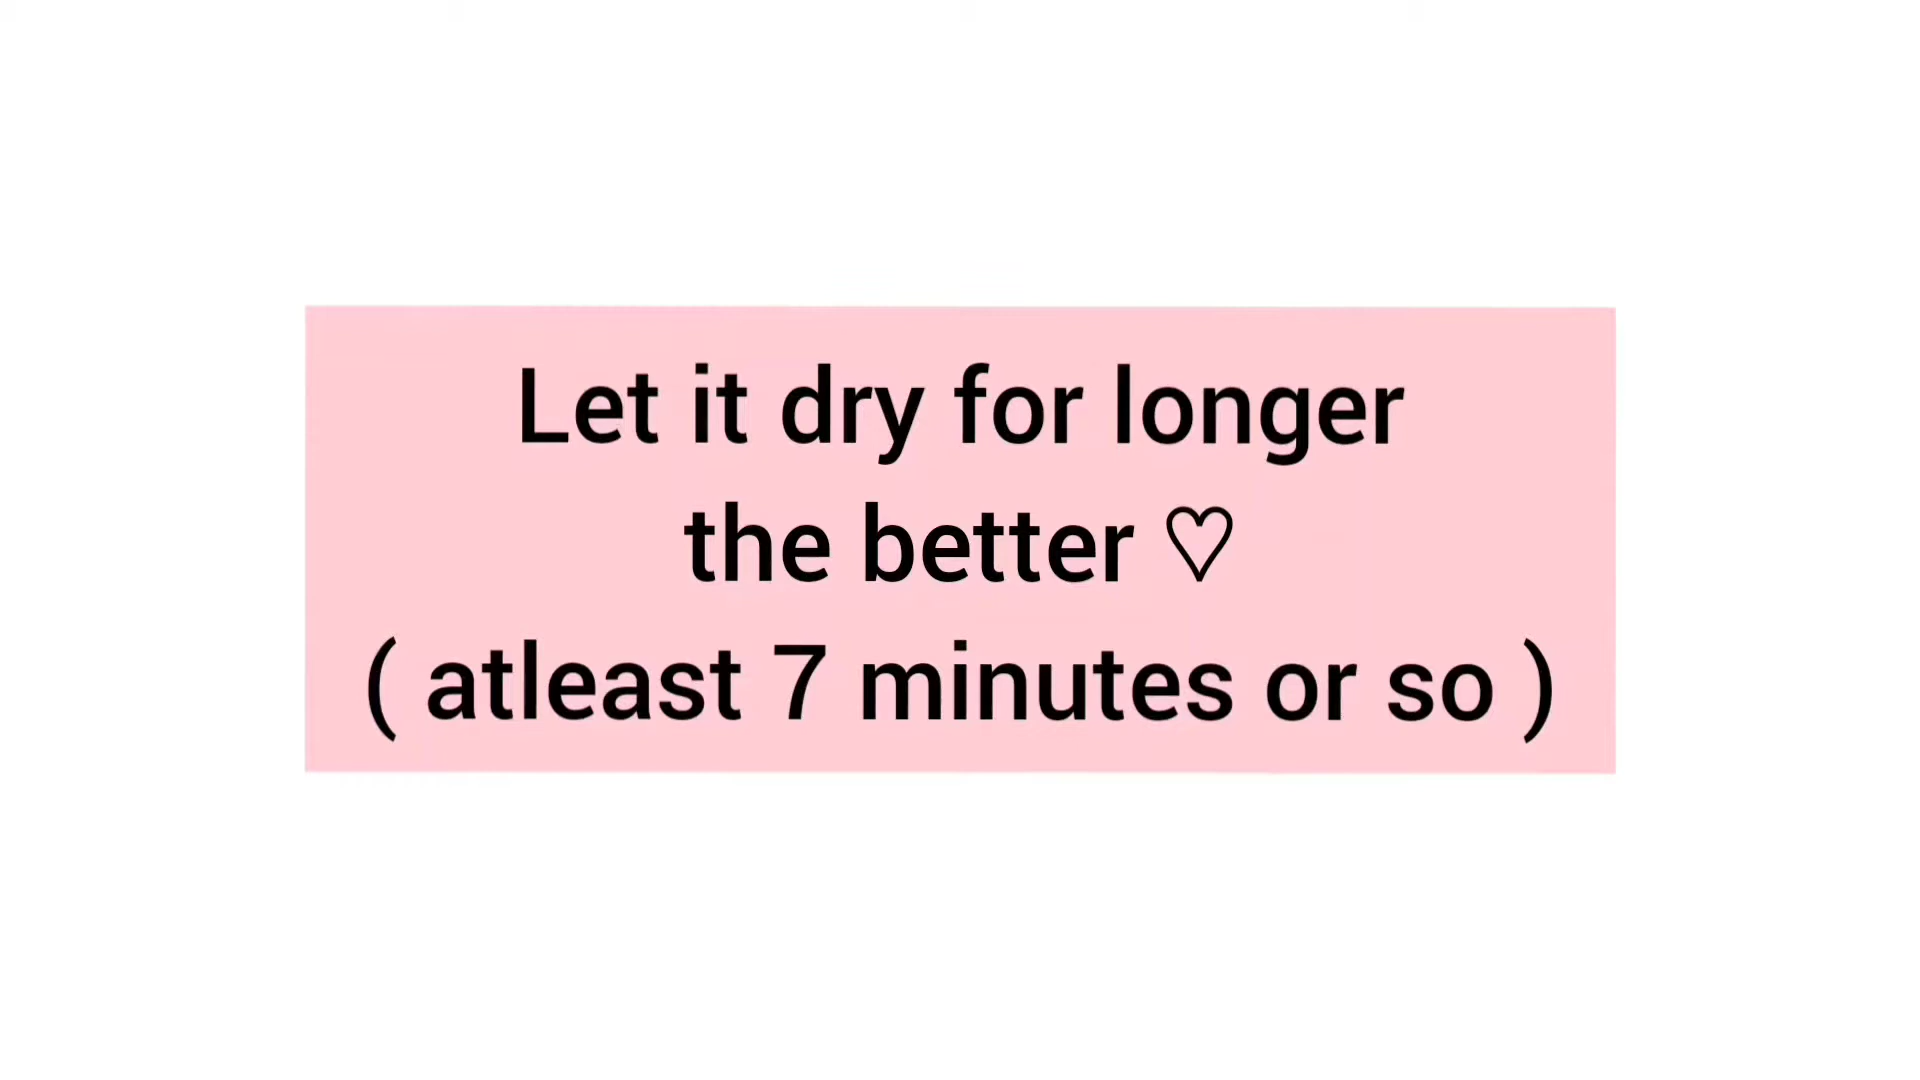 Let it dry for longer
the better ♡
( atleast 7 minutes or so )